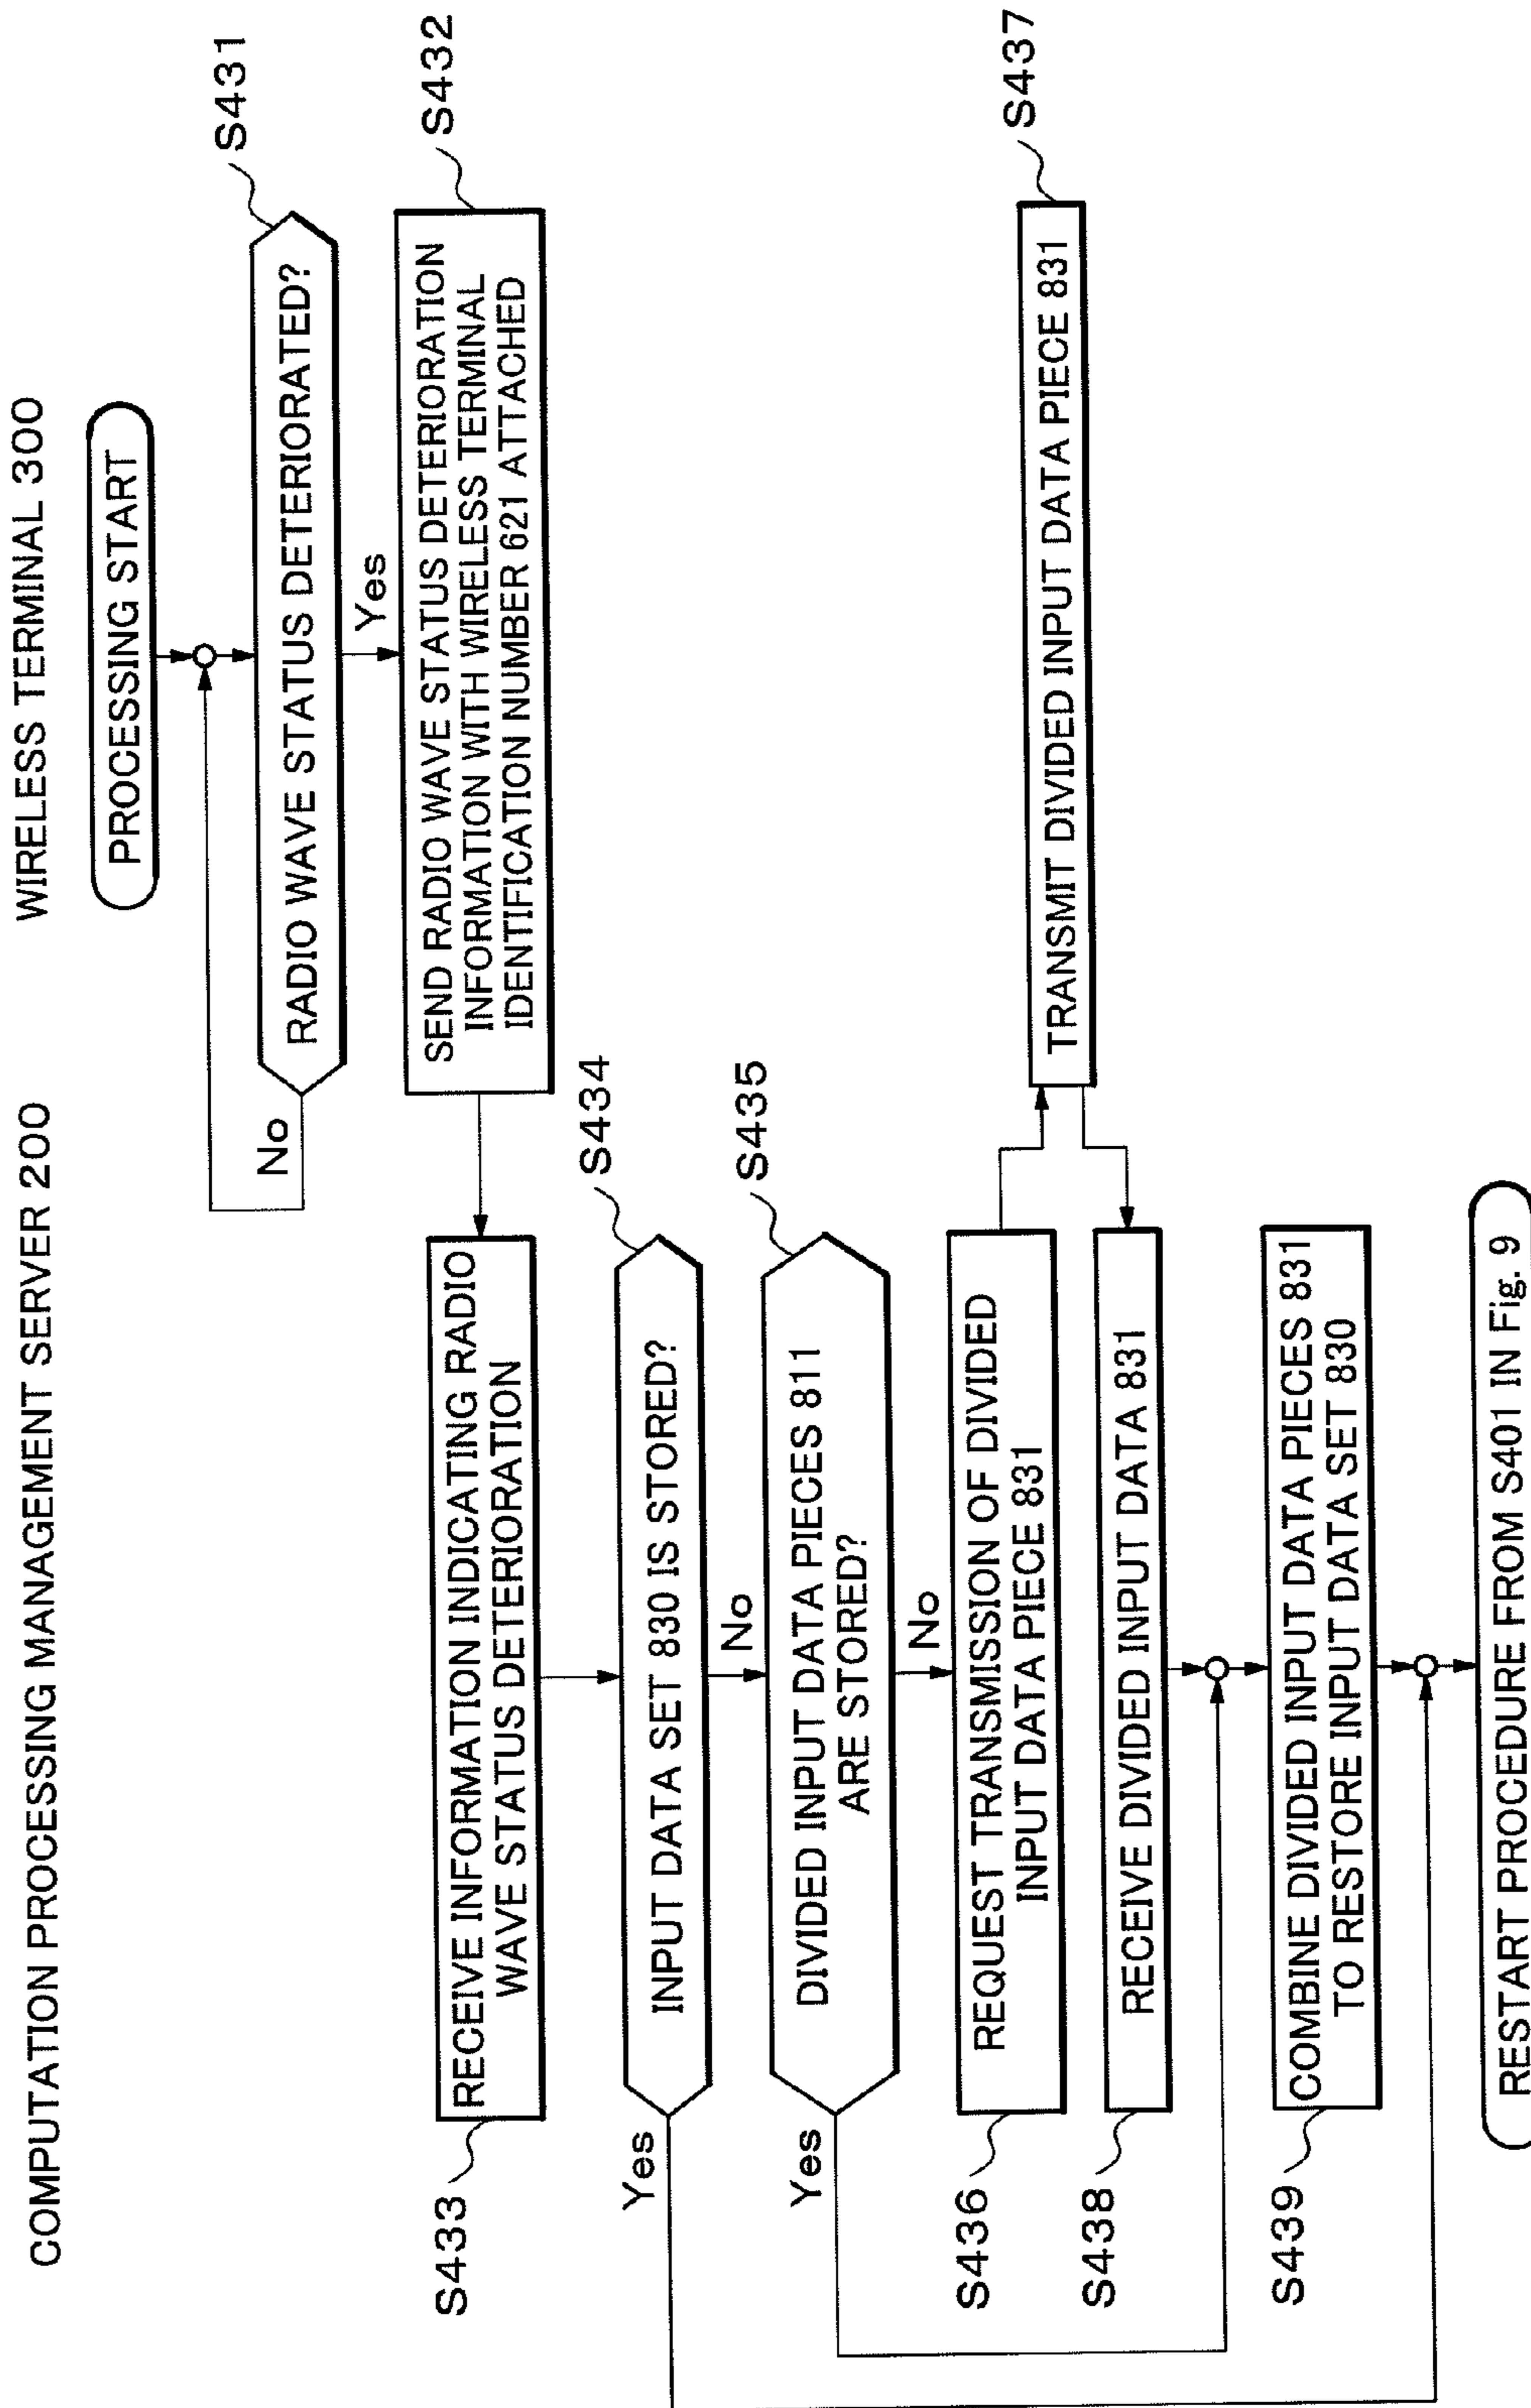 COMPUTATION PROCESSING MANAGEMENT SERVER 200
WIRELESS TERMINAL 300
PROCESSING START
S431
RADIO WAVE STATUS DETERIORATED?
No
Yes
S432
SEND RADIO WAVE STATUS DETERIORATION
INFORMATION WITH WIRELESS TERMINAL
IDENTIFICATION NUMBER 621 ATTACHED
S433
RECEIVE INFORMATION INDICATING RADIO
WAVE STATUS DETERIORATION
S434
INPUT DATA SET 830 IS STORED?
Yes
No
S435
DIVIDED INPUT DATA PIECES 811
ARE STORED?
Yes
No
S436
REQUEST TRANSMISSION OF DIVIDED
INPUT DATA PIECE 831
S437
TRANSMIT DIVIDED INPUT DATA PIECE 831
S438
RECEIVE DIVIDED INPUT DATA 831
S439
COMBINE DIVIDED INPUT DATA PIECES 831
TO RESTORE INPUT DATA SET 830
RESTART PROCEDURE FROM S401 IN Fig. 9